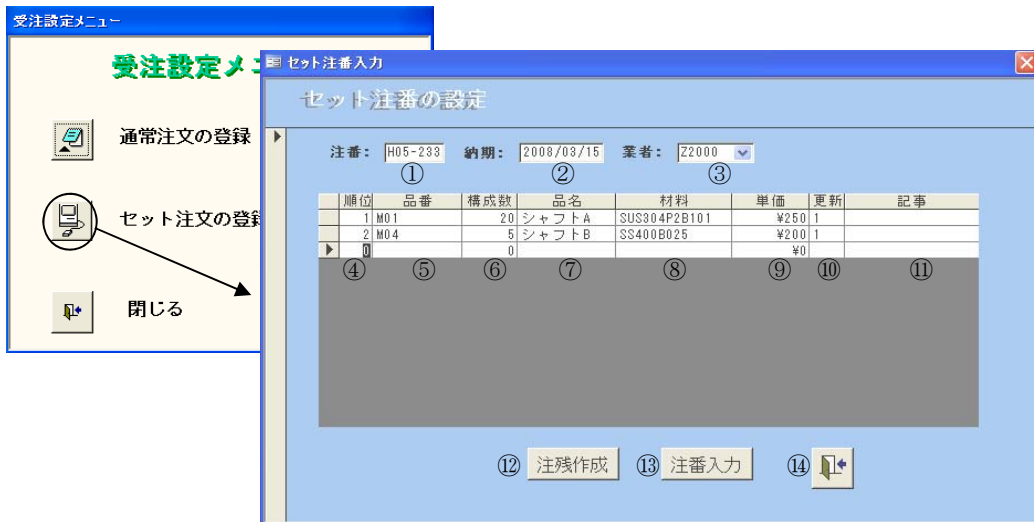 受注設定メニュー
受注設定メニ
通常注文の登録
セット注文の登録
閉じる
セット注番入力
セット注番の設定
注番: H05-233 納期: 2008/03/15 業者: Z2000
① ② ③
順位 品番 構成数 品名 材料 単価 更新 記事
1 M01 20 シャフトA SUS304P2B101 ¥250 1
2 M04 5 シャフトB SS400B025 ¥200 1
0 0 ¥0
④ ⑤ ⑥ ⑦ ⑧ ⑨ ⑩ ⑪
⑫ 注残作成 ⑬ 注番入力 ⑭